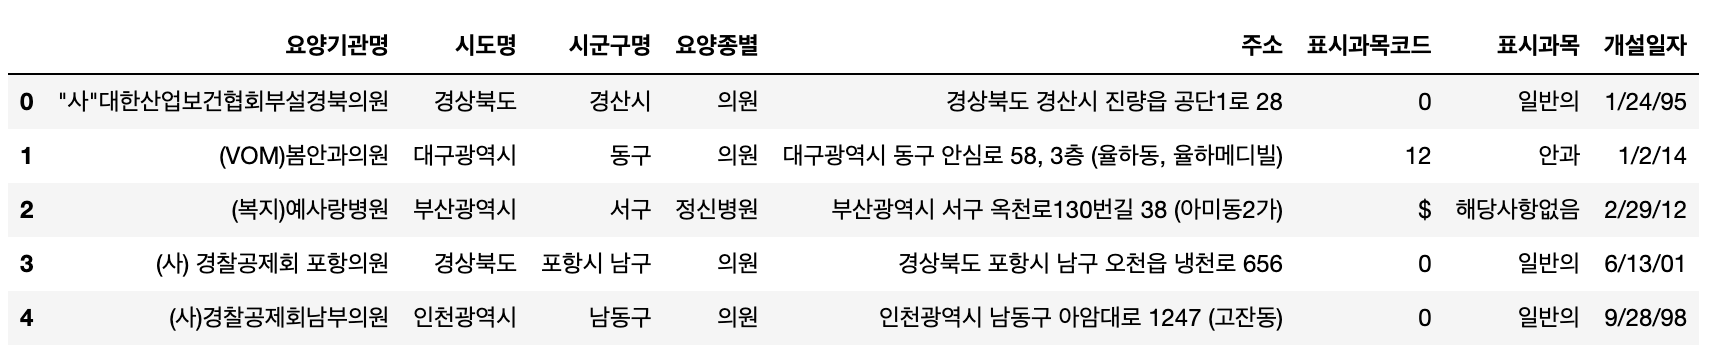 요양기관명 시도명 시군구명 요양종별 주소 표시과목코드 표시과목 개설일자
0 "사"대한산업보건협회부설경북의원 경상북도 경산시 의원 경상북도 경산시 진량읍 공단1로 28 0 일반의 1/24/95
1 (VOM)봄안과의원 대구광역시 동구 의원 대구광역시 동구 안심로 58, 3층 (율하동, 율하메디빌) 12 안과 1/2/14
2 (복지)예사랑병원 부산광역시 서구 정신병원 부산광역시 서구 옥천로130번길 38 (아미동2가) $ 해당사항없음 2/29/12
3 (사) 경찰공제회 포항의원 경상북도 포항시 남구 의원 경상북도 포항시 남구 오천읍 냉천로 656 0 일반의 6/13/01
4 (사)경찰공제회남부의원 인천광역시 남동구 의원 인천광역시 남동구 아암대로 1247 (고잔동) 0 일반의 9/28/98